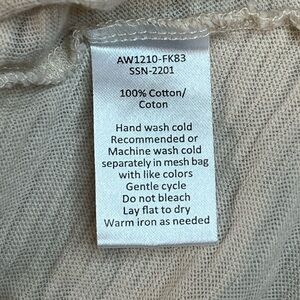 AW1210-FK83
SSN-2201
100% Cotton/
Coton
Hand wash cold
Recommended or
Machine wash cold
separately in mesh bag
with like colors
Gentle cycle
Do not bleach
Lay flat to dry
Warm iron as needed